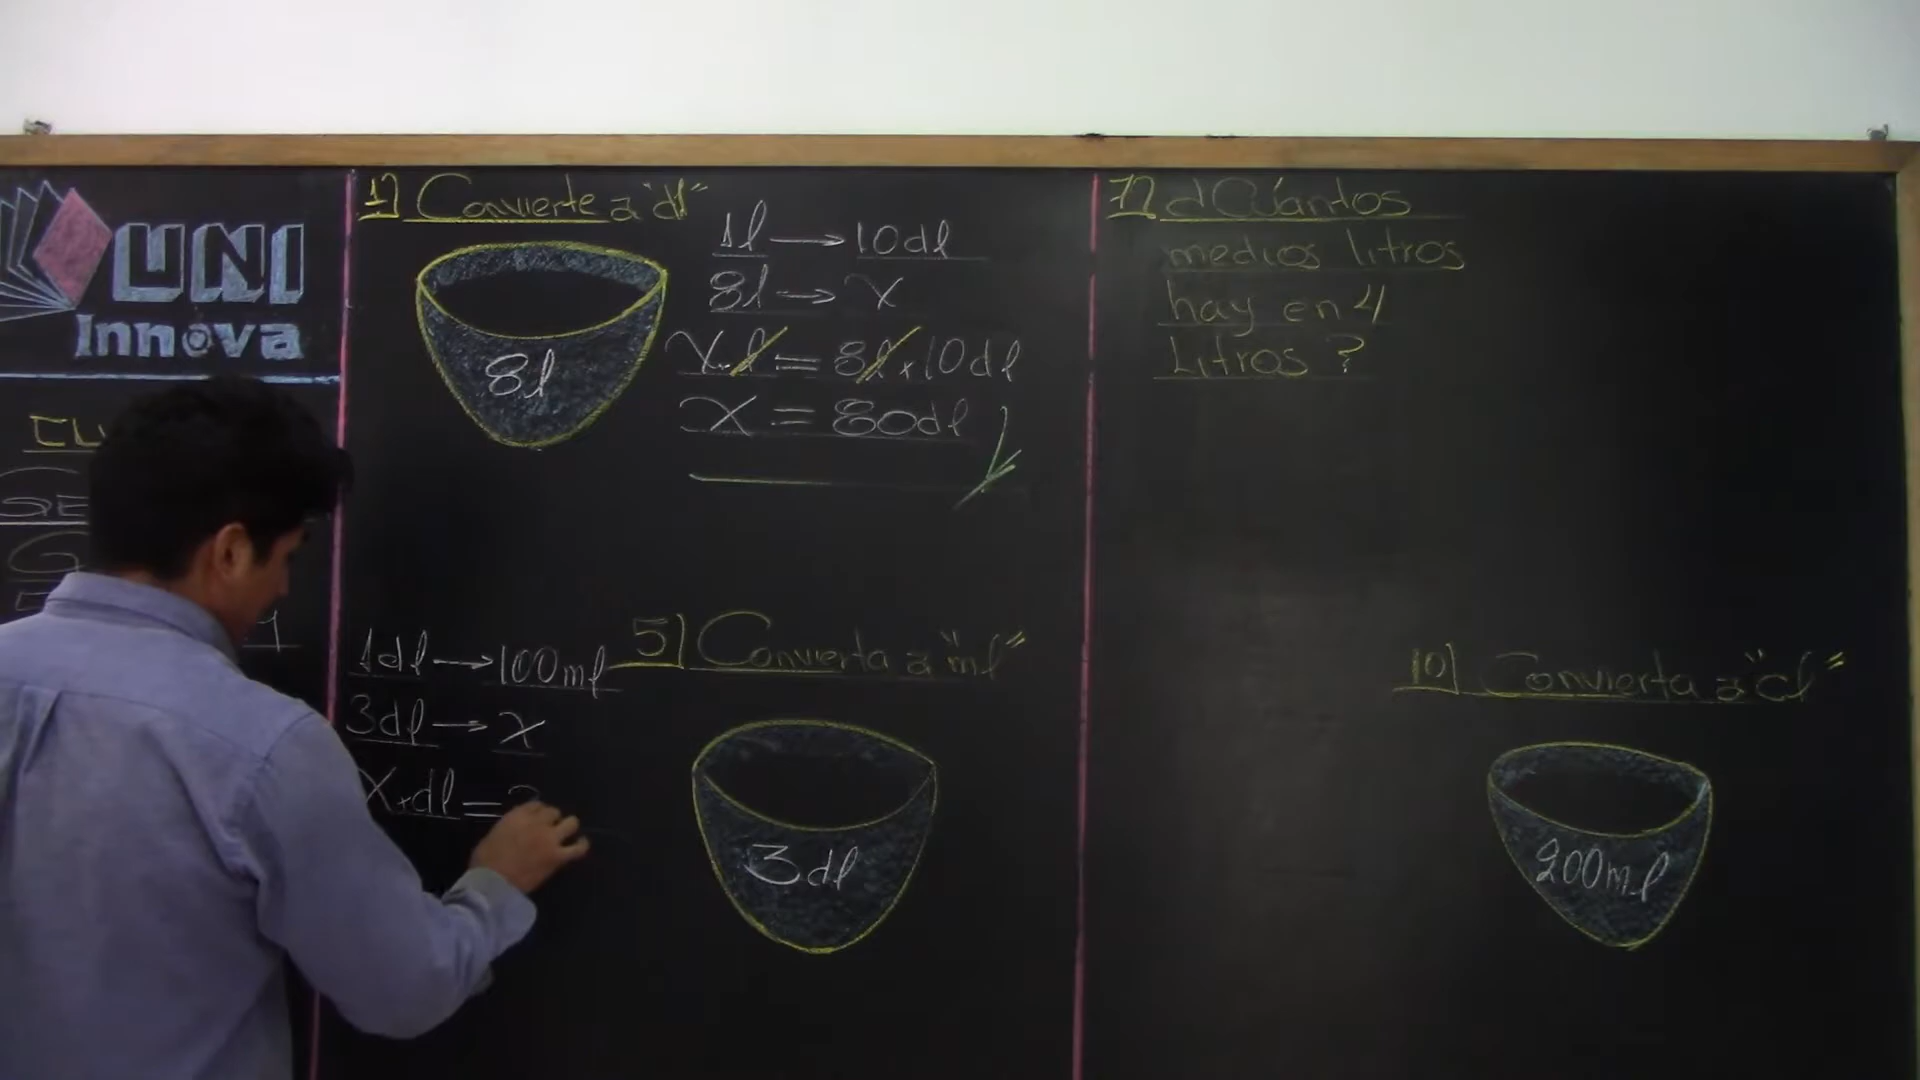 UNI
Innova
1] Convierte a "dl"
1l → 10dl
8l → x
x.l = 8l x 10dl
x = 80dl
8l
1dl → 100ml
3dl → x
x x dl =
5] Convierta a "ml"
3dl
7] ¿Cuántos
medios litros
hay en 4
Litros?
10] Convierta a "cl"
200ml